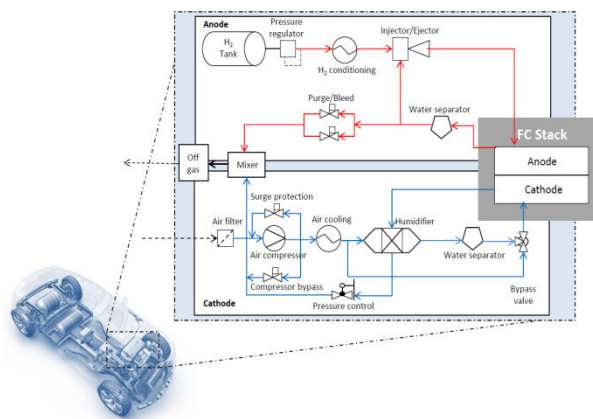 Anode
Pressure
regulator
Injector/Ejector
H2
Tank
H2 conditioning
Purge/Bleed
Water separator
FC Stack
Anode
Cathode
Off
gas
Mixer
Surge protection
Air filter
Air cooling
Humidifier
Air compressor
Water separator
Compressor bypass
Bypass
valve
Pressure control
Cathode